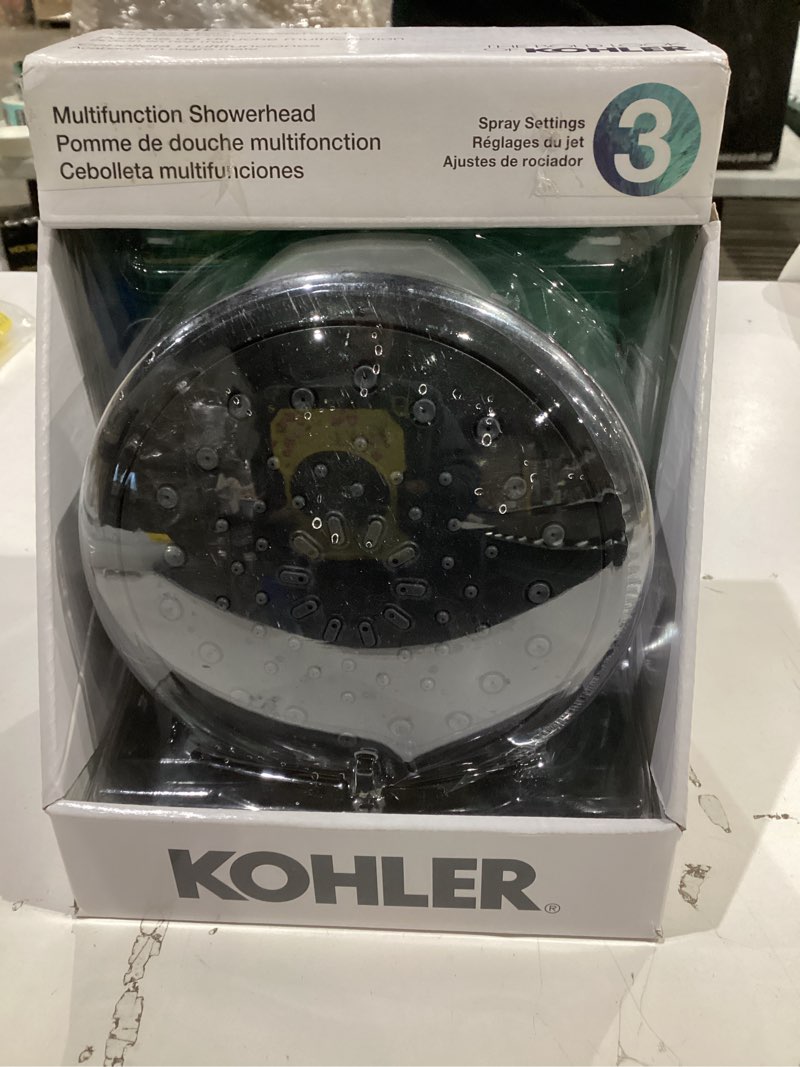 KOHLER
Multifunction Showerhead
Pomme de douche multifonction
Cebolleta multifunciones
Spray Settings
Réglages du jet
Ajustes de rociador
3
KOHLER®